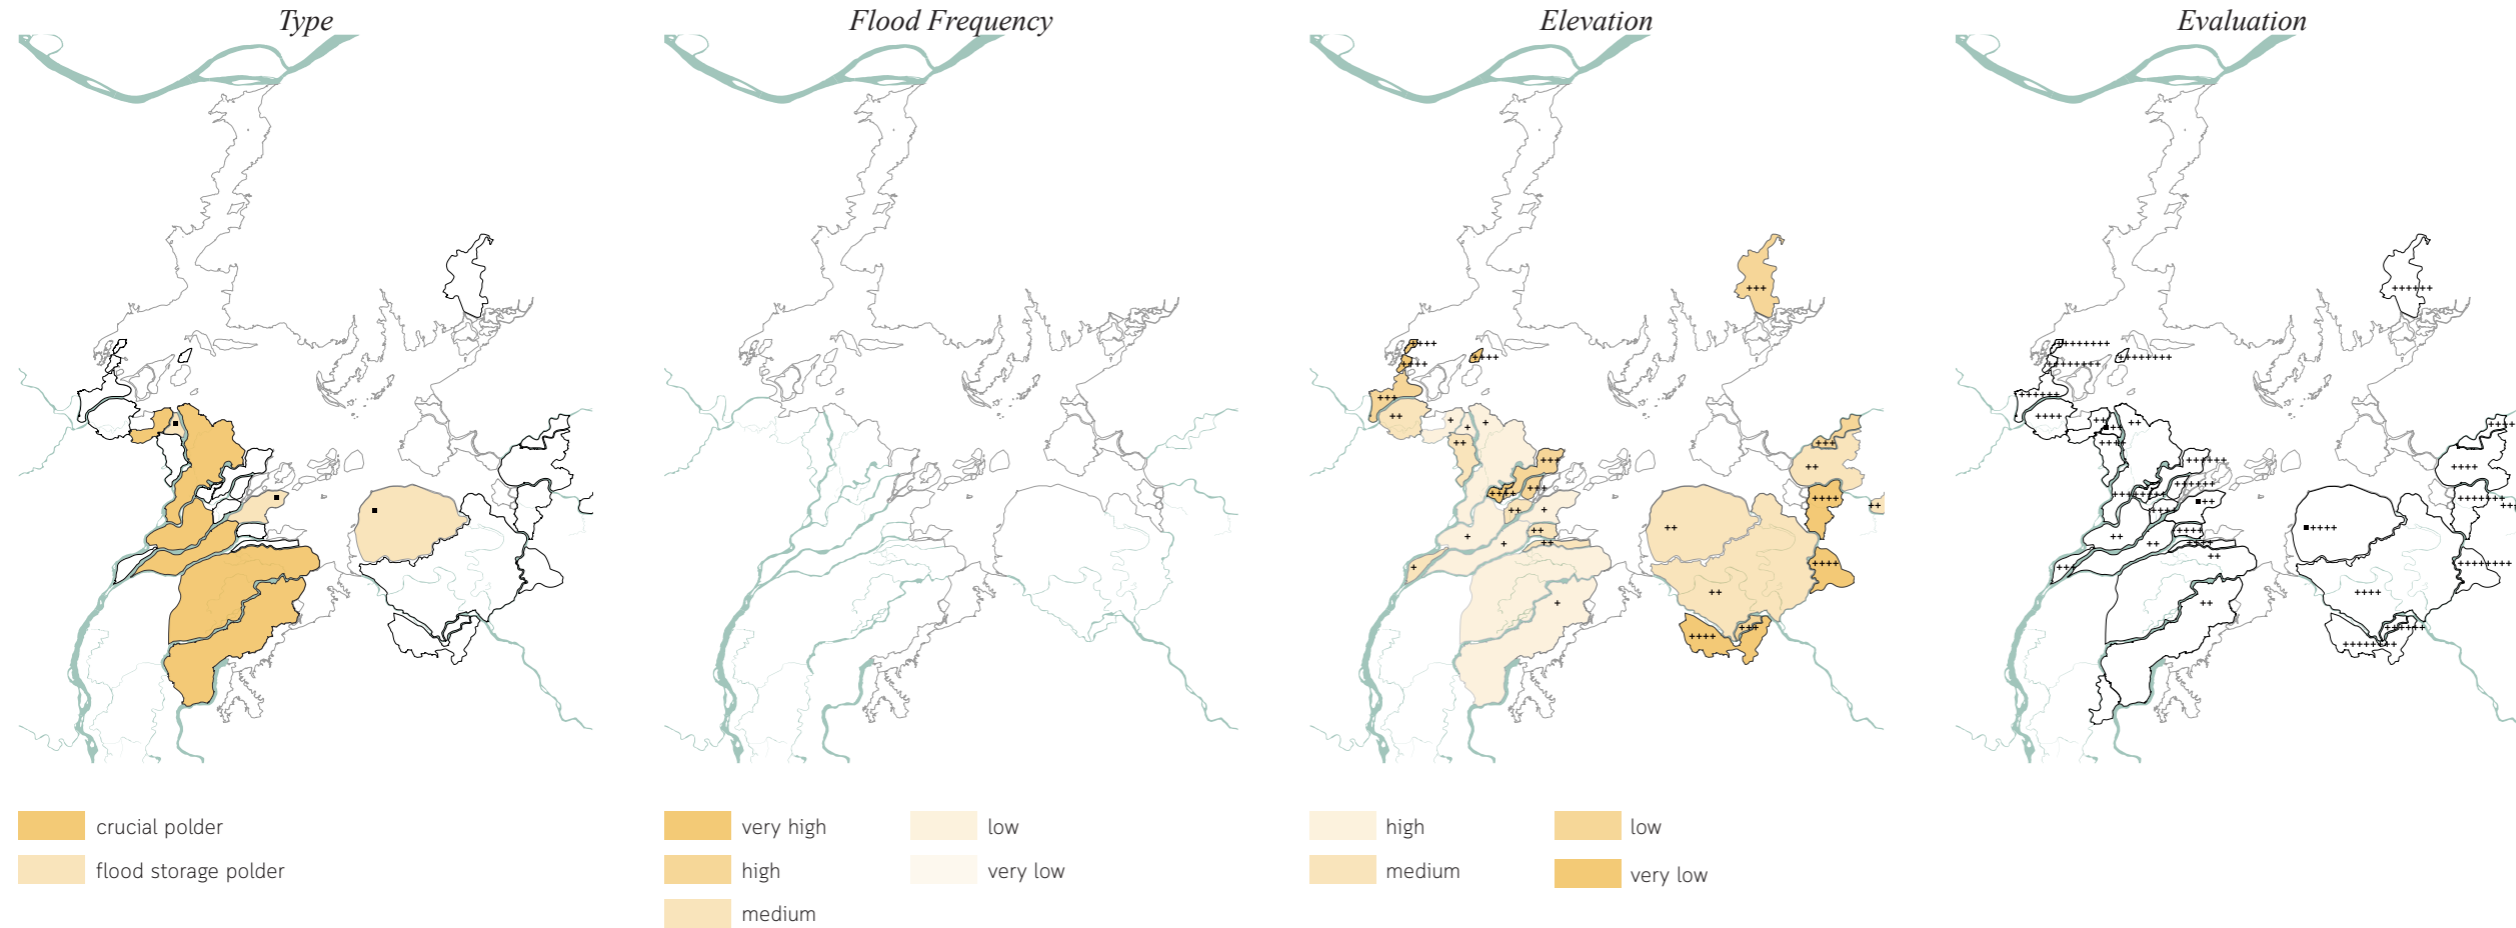 Type
Flood Frequency
Elevation
Evaluation
crucial polder
flood storage polder
very high
high
medium
low
very low
high
medium
low
very low